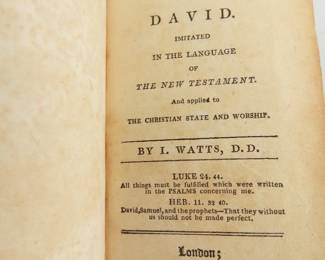 DAVID.
IMITATED
IN THE LANGUAGE
OF
THE NEW TESTAMENT.
And applied to
THE CHRISTIAN STATE AND WORSHIP.
BY I. WATTS, D.D.
LUKE 24. 44.
All things must be fulfilled which were written
in the PSALMS concerning me.
HEB. 11. 32 40.
David, Samuel, and the prophets—That they without
us should not be made perfect.
London;